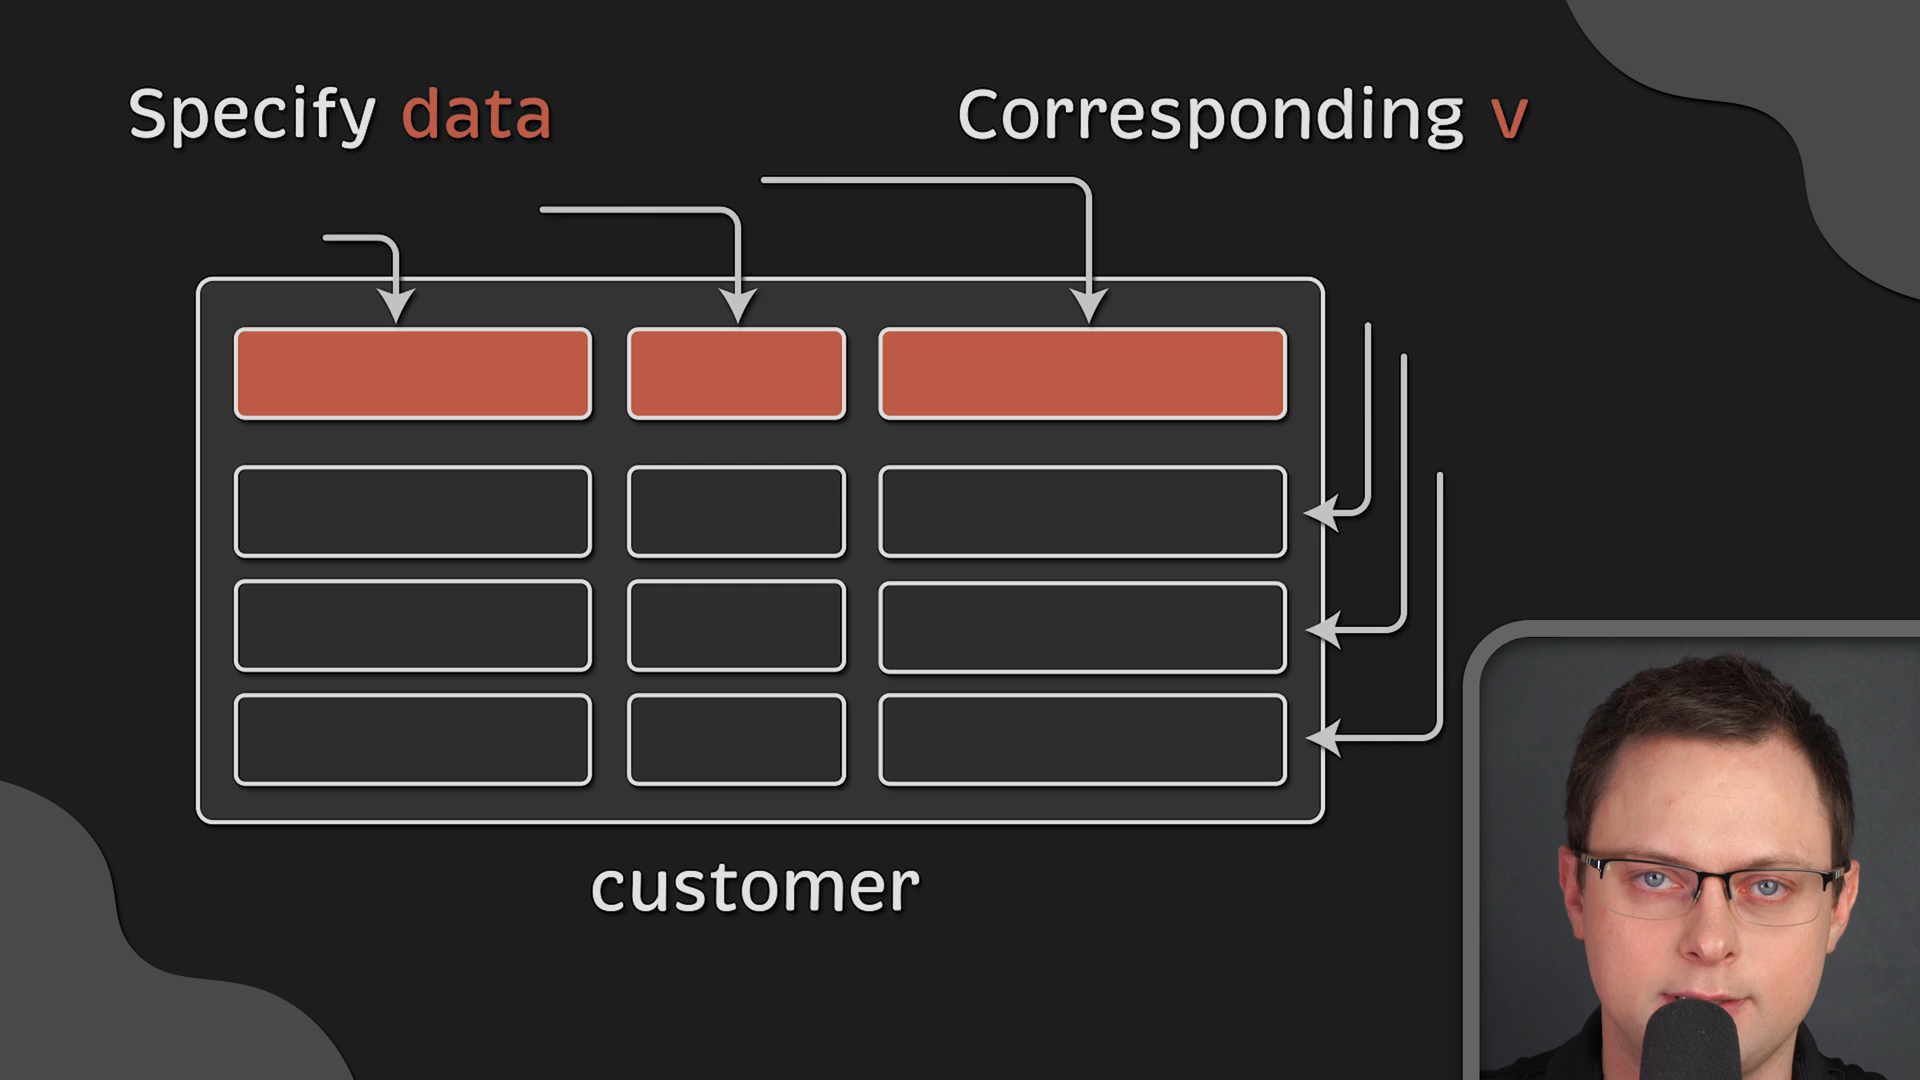 Specify data
Corresponding v
customer